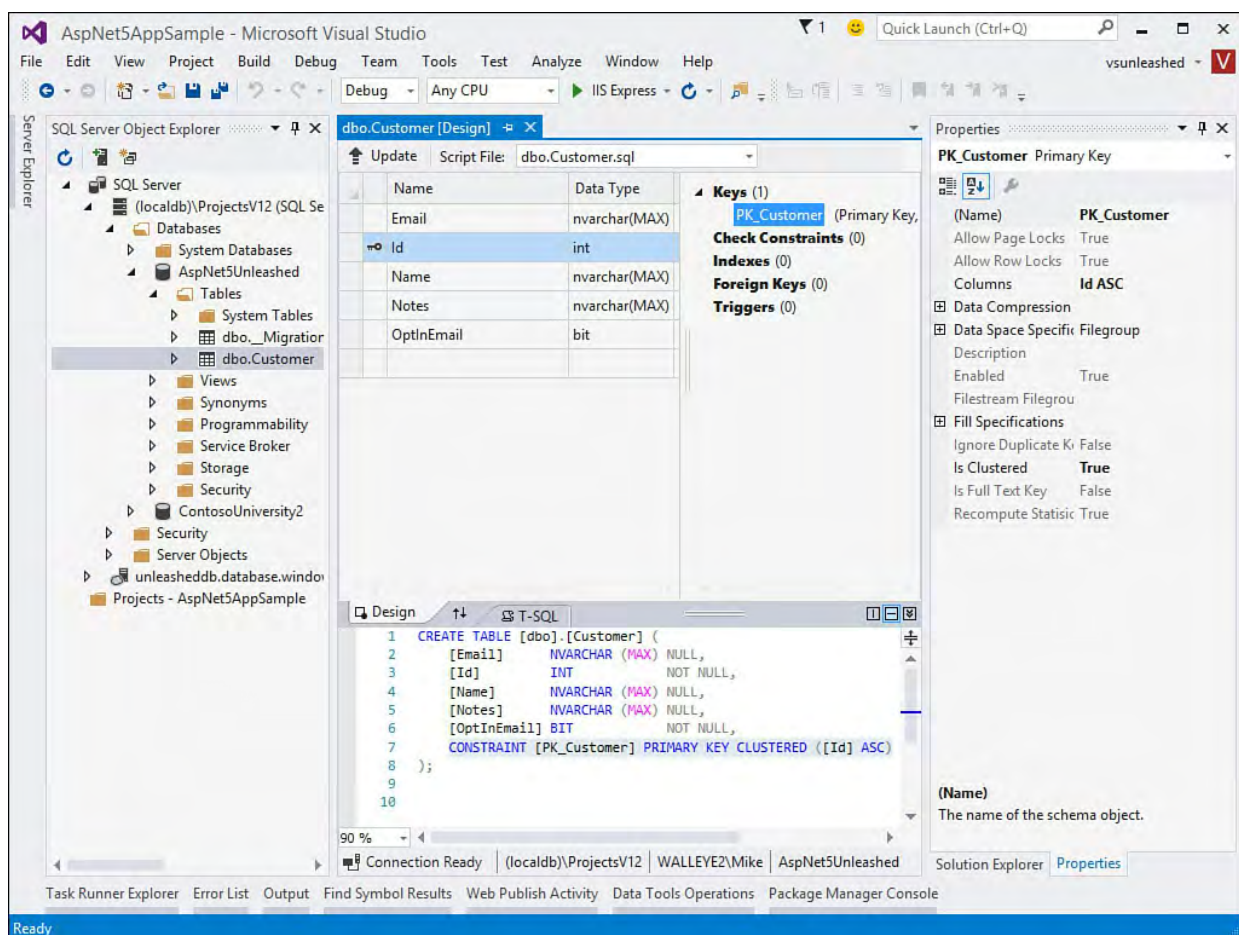 AspNet5AppSample - Microsoft Visual Studio
1
Quick Launch (Ctrl+Q)
File Edit View Project Build Debug Team Tools Test Analyze Window Help
vsunleashed V
Debug Any CPU IIS Express
Server Explorer
SQL Server Object Explorer
SQL Server
(localdb)\ProjectsV12 (SQL Se
Databases
System Databases
AspNet5Unleashed
Tables
System Tables
dbo.__Migration
dbo.Customer
Views
Synonyms
Programmability
Service Broker
Storage
Security
ContosoUniversity2
Security
Server Objects
unleasheddb.database.window
Projects - AspNet5AppSample
dbo.Customer [Design]
Update Script File: dbo.Customer.sql
Name Data Type
Email nvarchar(MAX)
Id int
Name nvarchar(MAX)
Notes nvarchar(MAX)
OptInEmail bit
Keys (1)
PK_Customer (Primary Key,
Check Constraints (0)
Indexes (0)
Foreign Keys (0)
Triggers (0)
Design T-SQL
1 CREATE TABLE [dbo].[Customer] (
2 [Email] NVARCHAR (MAX) NULL,
3 [Id] INT NOT NULL,
4 [Name] NVARCHAR (MAX) NULL,
5 [Notes] NVARCHAR (MAX) NULL,
6 [OptInEmail] BIT NOT NULL,
7 CONSTRAINT [PK_Customer] PRIMARY KEY CLUSTERED ([Id] ASC)
8 );
9
10
90 %
Connection Ready (localdb)\ProjectsV12 WALLEYE2\Mike AspNet5Unleashed
Properties
PK_Customer Primary Key
(Name) PK_Customer
Allow Page Locks True
Allow Row Locks True
Columns Id ASC
Data Compression
Data Space Specific Filegroup
Description
Enabled True
Filestream Filegrou
Fill Specifications
Ignore Duplicate K False
Is Clustered True
Is Full Text Key False
Recompute Statisic True
(Name)
The name of the schema object.
Solution Explorer Properties
Task Runner Explorer Error List Output Find Symbol Results Web Publish Activity Data Tools Operations Package Manager Console
Ready